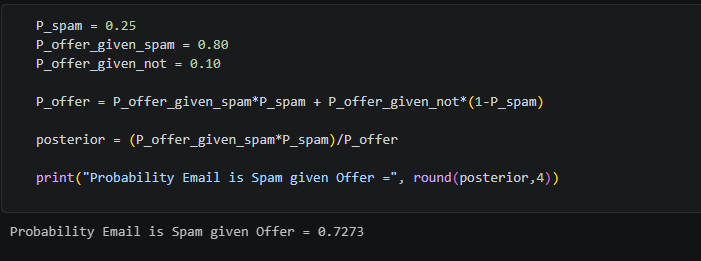 P_spam = 0.25
P_offer_given_spam = 0.80
P_offer_given_not = 0.10
P_offer = P_offer_given_spam*P_spam + P_offer_given_not*(1-P_spam)
posterior = (P_offer_given_spam*P_spam)/P_offer
print("Probability Email is Spam given Offer =", round(posterior,4))
Probability Email is Spam given Offer = 0.7273